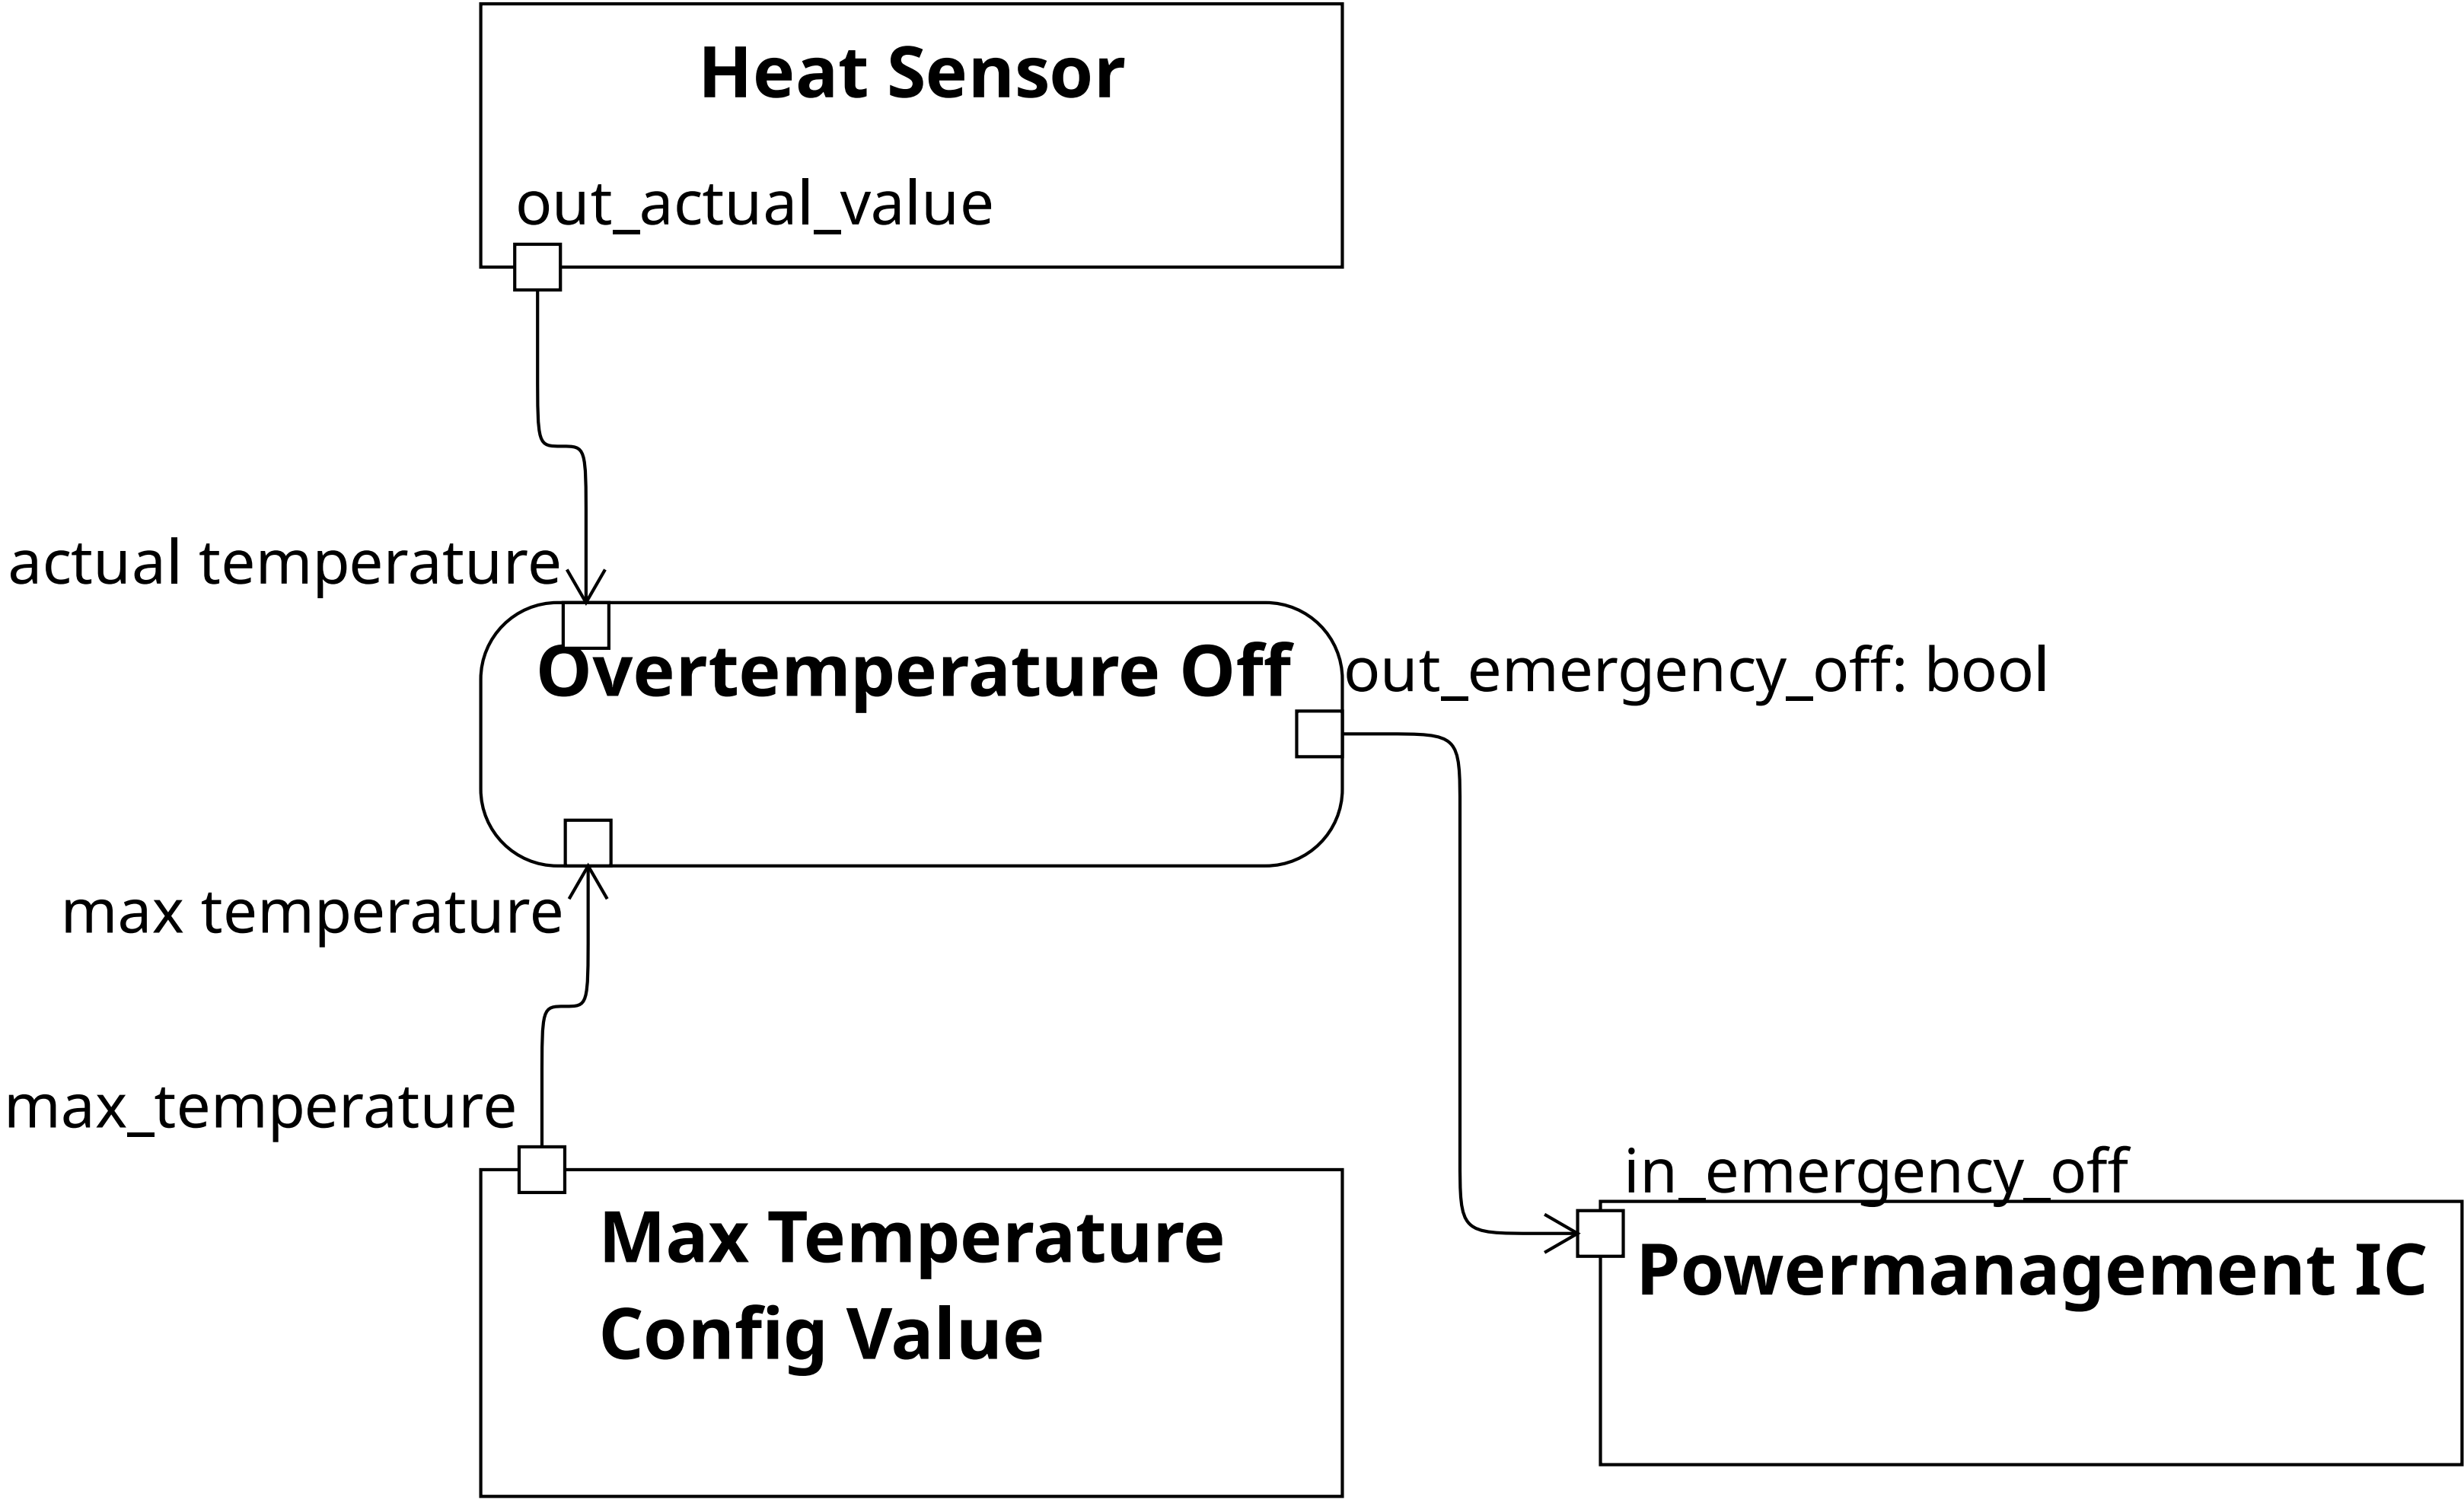 Heat Sensor
out_actual_value
actual temperature
Overtemperature Off
out_emergency_off: bool
max temperature
max_temperature
in_emergency_off
Max Temperature
Config Value
Powermanagement IC